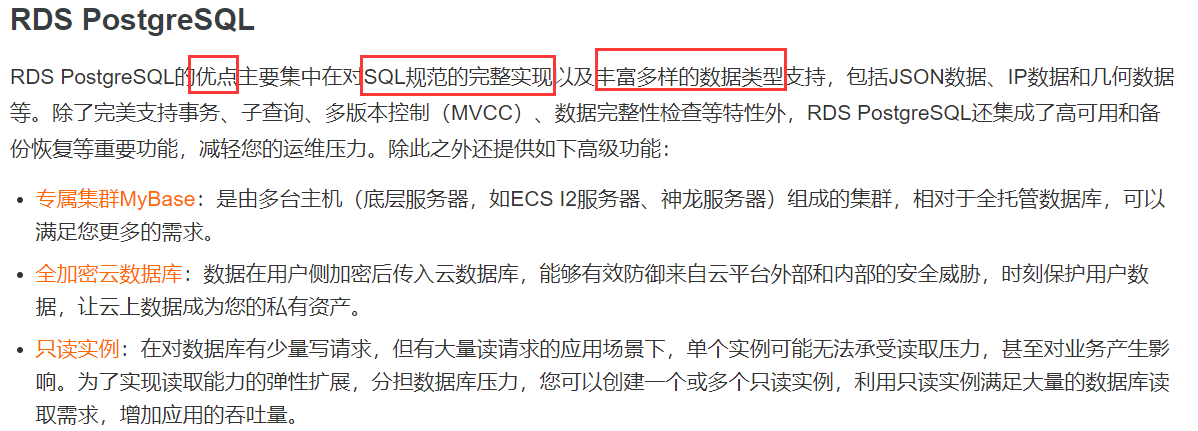 RDS PostgreSQL
RDS PostgreSQL的优点主要集中在对SQL规范的完整实现以及丰富多样的数据类型支持，包括JSON数据、IP数据和几何数据
等。除了完美支持事务、子查询、多版本控制（MVCC）、数据完整性检查等特性外，RDS PostgreSQL还集成了高可用和备
份恢复等重要功能，减轻您的运维压力。除此之外还提供如下高级功能：
• 专属集群MyBase：是由多台主机（底层服务器，如ECS I2服务器、神龙服务器）组成的集群，相对于全托管数据库，可以
满足您更多的需求。
• 全加密云数据库：数据在用户侧加密后传入云数据库，能够有效防御来自云平台外部和内部的安全威胁，时刻保护用户数
据，让云上数据成为您的私有资产。
• 只读实例：在对数据库有少量写请求，但有大量读请求的应用场景下，单个实例可能无法承受读取压力，甚至对业务产生影
响。为了实现读取能力的弹性扩展，分担数据库压力，您可以创建一个或多个只读实例，利用只读实例满足大量的数据库读
取需求，增加应用的吞吐量。